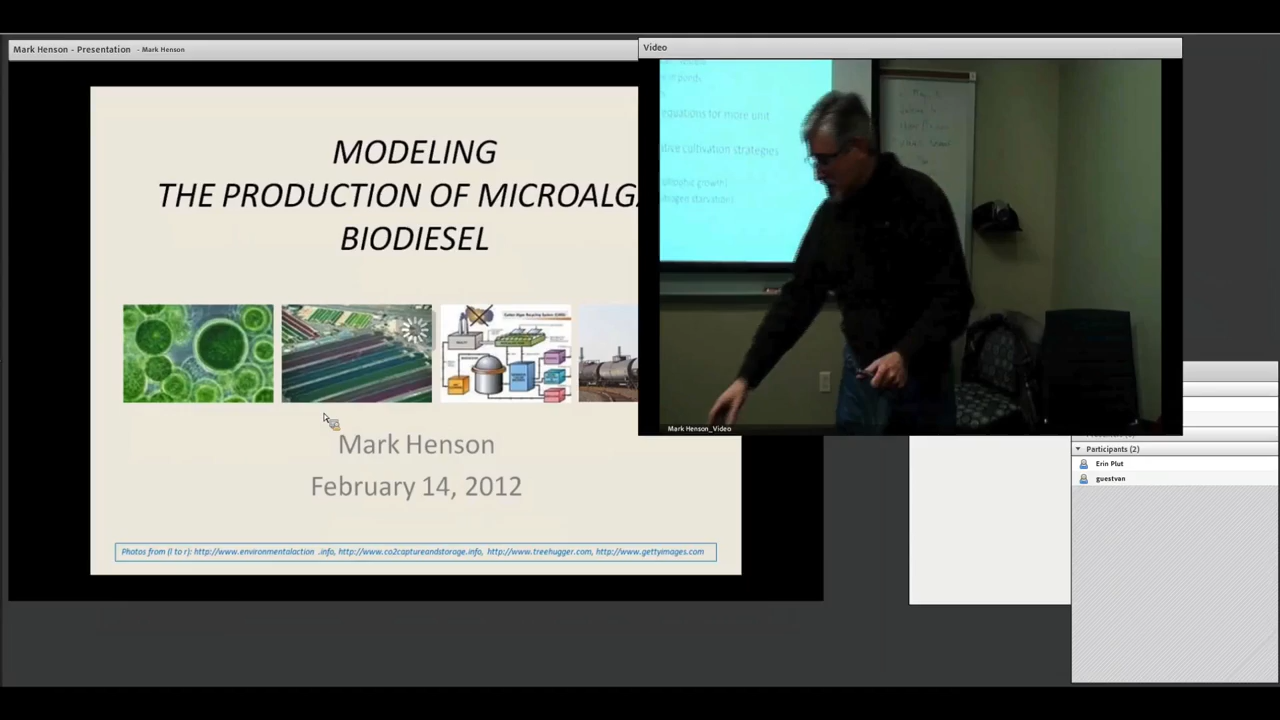 Mark Henson - Presentation - Mark Henson
MODELING
THE PRODUCTION OF
BIODIESEL
Mark Henson
February 14, 2012
Photos from (l to r): http://www.environmentalaction .info, http://www.co2captureandstorage.info, http://www.treehugger.com, http://www.gettyimages.com
Video
equations for more unit
cultivation strategies
growth
Mark Henson_Video
Participants (2)
Erin Plut
guestvan